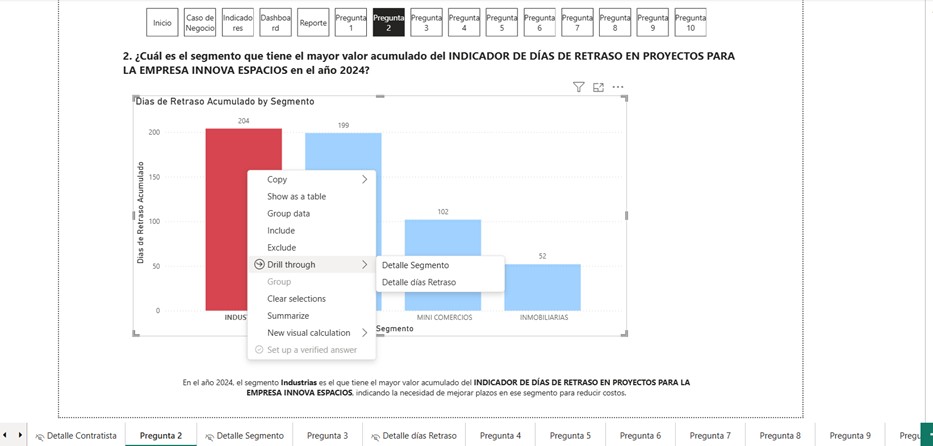 Inicio
Caso de Negocio
Indicado res
Dashboa rd
Reporte
Pregunta 1
Pregunta 2
Pregunta 3
Pregunta 4
Pregunta 5
Pregunta 6
Pregunta 7
Pregunta 8
Pregunta 9
Pregunta 10
2. ¿Cuál es el segmento que tiene el mayor valor acumulado del INDICADOR DE DÍAS DE RETRASO EN PROYECTOS PARA
LA EMPRESA INNOVA ESPACIOS en el año 2024?
Dias de Retraso Acumulado by Segmento
Dias de Retraso Acumulado
200
150
100
50
0
204
199
102
52
INDUS
MINI COMERCIOS
INMOBILIARIAS
Segmento
Copy
Show as a table
Group data
Include
Exclude
Drill through
Group
Clear selections
Summarize
New visual calculation
Set up a verified answer
Detalle Segmento
Detalle días Retraso
En el año 2024, el segmento Industrias es el que tiene el mayor valor acumulado del INDICADOR DE DÍAS DE RETRASO EN PROYECTOS PARA LA
EMPRESA INNOVA ESPACIOS, indicando la necesidad de mejorar plazos en ese segmento para reducir costos.
Detalle Contratista
Pregunta 2
Detalle Segmento
Pregunta 3
Detalle días Retraso
Pregunta 4
Pregunta 5
Pregunta 6
Pregunta 7
Pregunta 8
Pregunta 9
Pregu